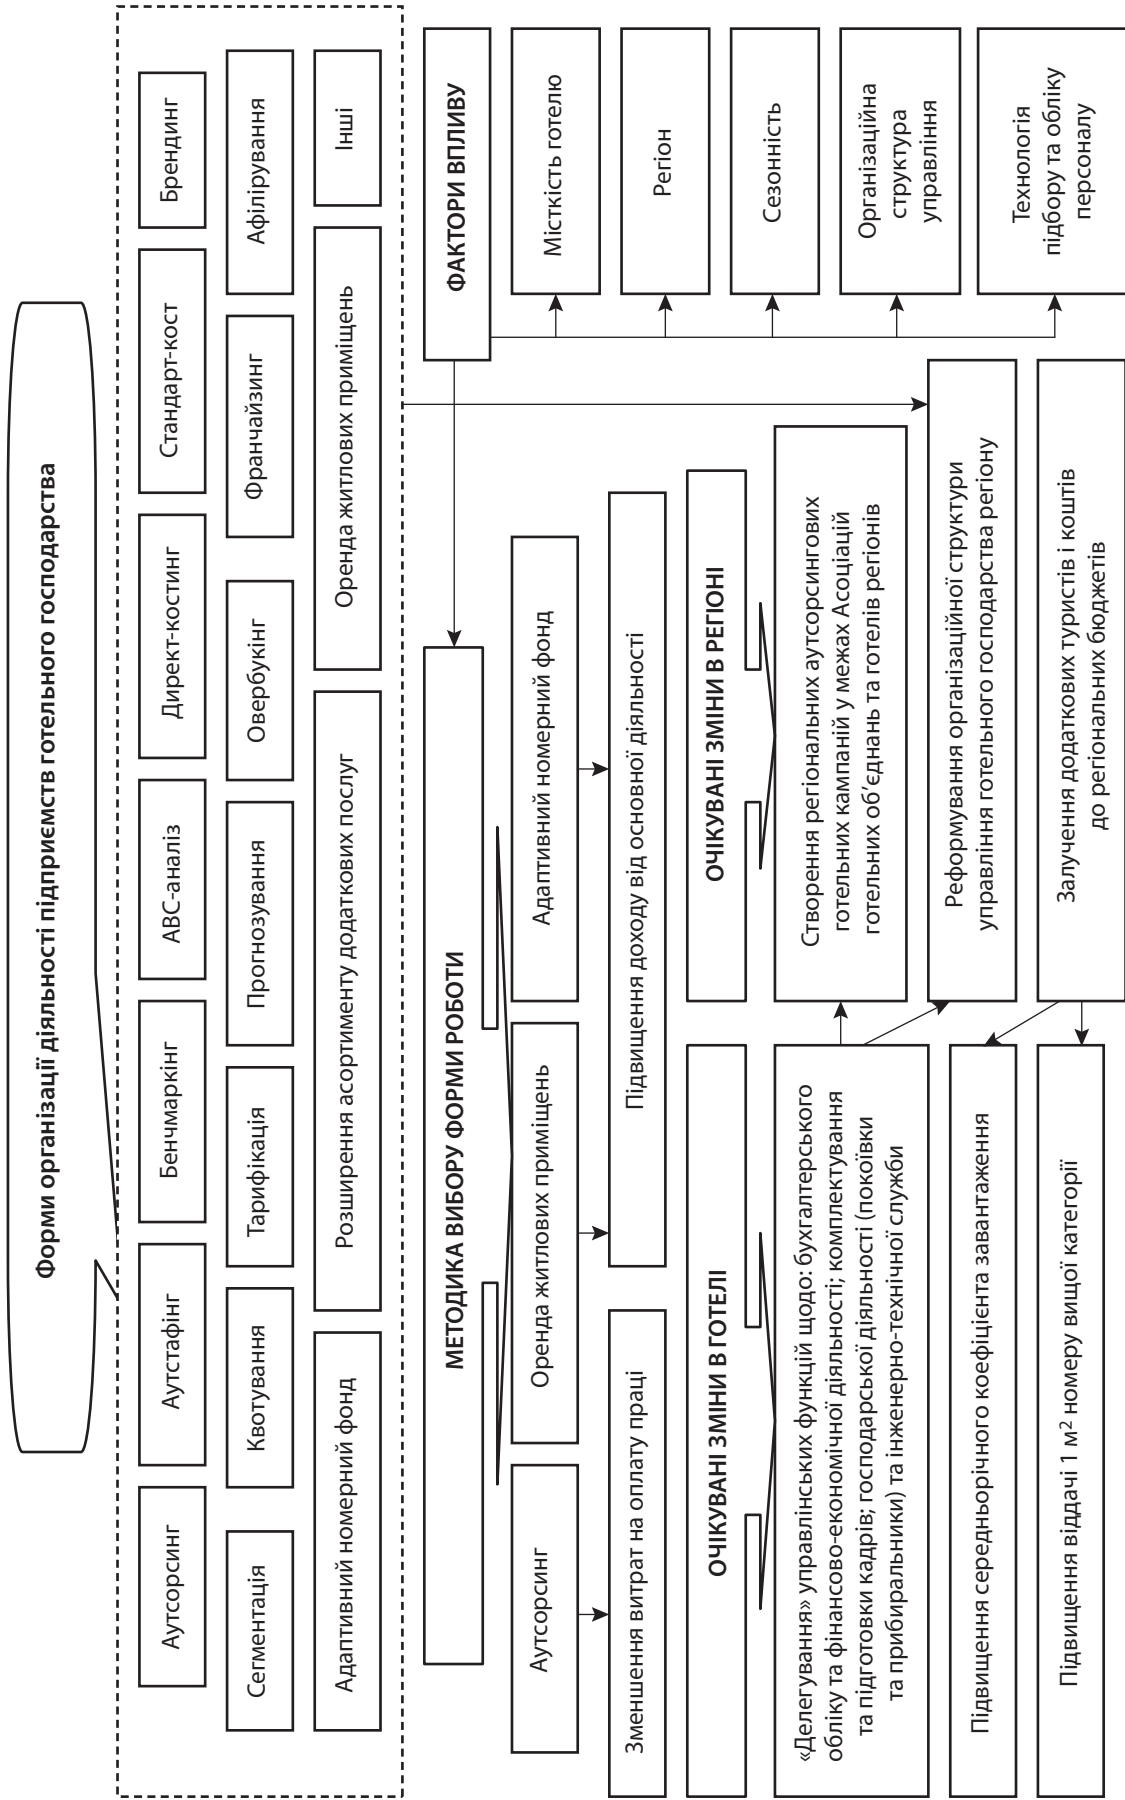 Форми організації діяльності підприємств готельного господарства
Аутсорсинг
Аутстафінг
Бенчмаркінг
АВС-аналіз
Директ-костинг
Стандарт-кост
Брендинг
Сегментація
Квотування
Тарифікація
Прогнозування
Овербукінг
Франчайзинг
Афілірування
Адаптивний номерний фонд
Розширення асортименту додаткових послуг
Оренда житлових приміщень
Інші
МЕТОДИКА ВИБОРУ ФОРМИ РОБОТИ
ФАКТОРИ ВПЛИВУ
Аутсорсинг
Оренда житлових приміщень
Адаптивний номерний фонд
Місткість готелю
Зменшення витрат на оплату праці
Підвищення доходу від основної діяльності
Регіон
ОЧІКУВАНІ ЗМІНИ В ГОТЕЛІ
ОЧІКУВАНІ ЗМІНИ В РЕГІОНІ
Сезонність
«Делегування» управлінських функцій щодо: бухгалтерського
обліку та фінансово-економічної діяльності; комплектування
та підготовки кадрів; господарської діяльності (покоївки
та прибиральники) та інженерно-технічної служби
Створення регіональних аутсорсингових
готельних кампаній у межах Асоціацій
готельних об’єднань та готелів регіонів
Організаційна
структура
управління
Підвищення середньорічного коефіцієнта завантаження
Реформування організаційної структури
управління готельного господарства регіону
Технологія
підбору та обліку
персоналу
Підвищення віддачі 1 м² номеру вищої категорії
Залучення додаткових туристів і коштів
до регіональних бюджетів